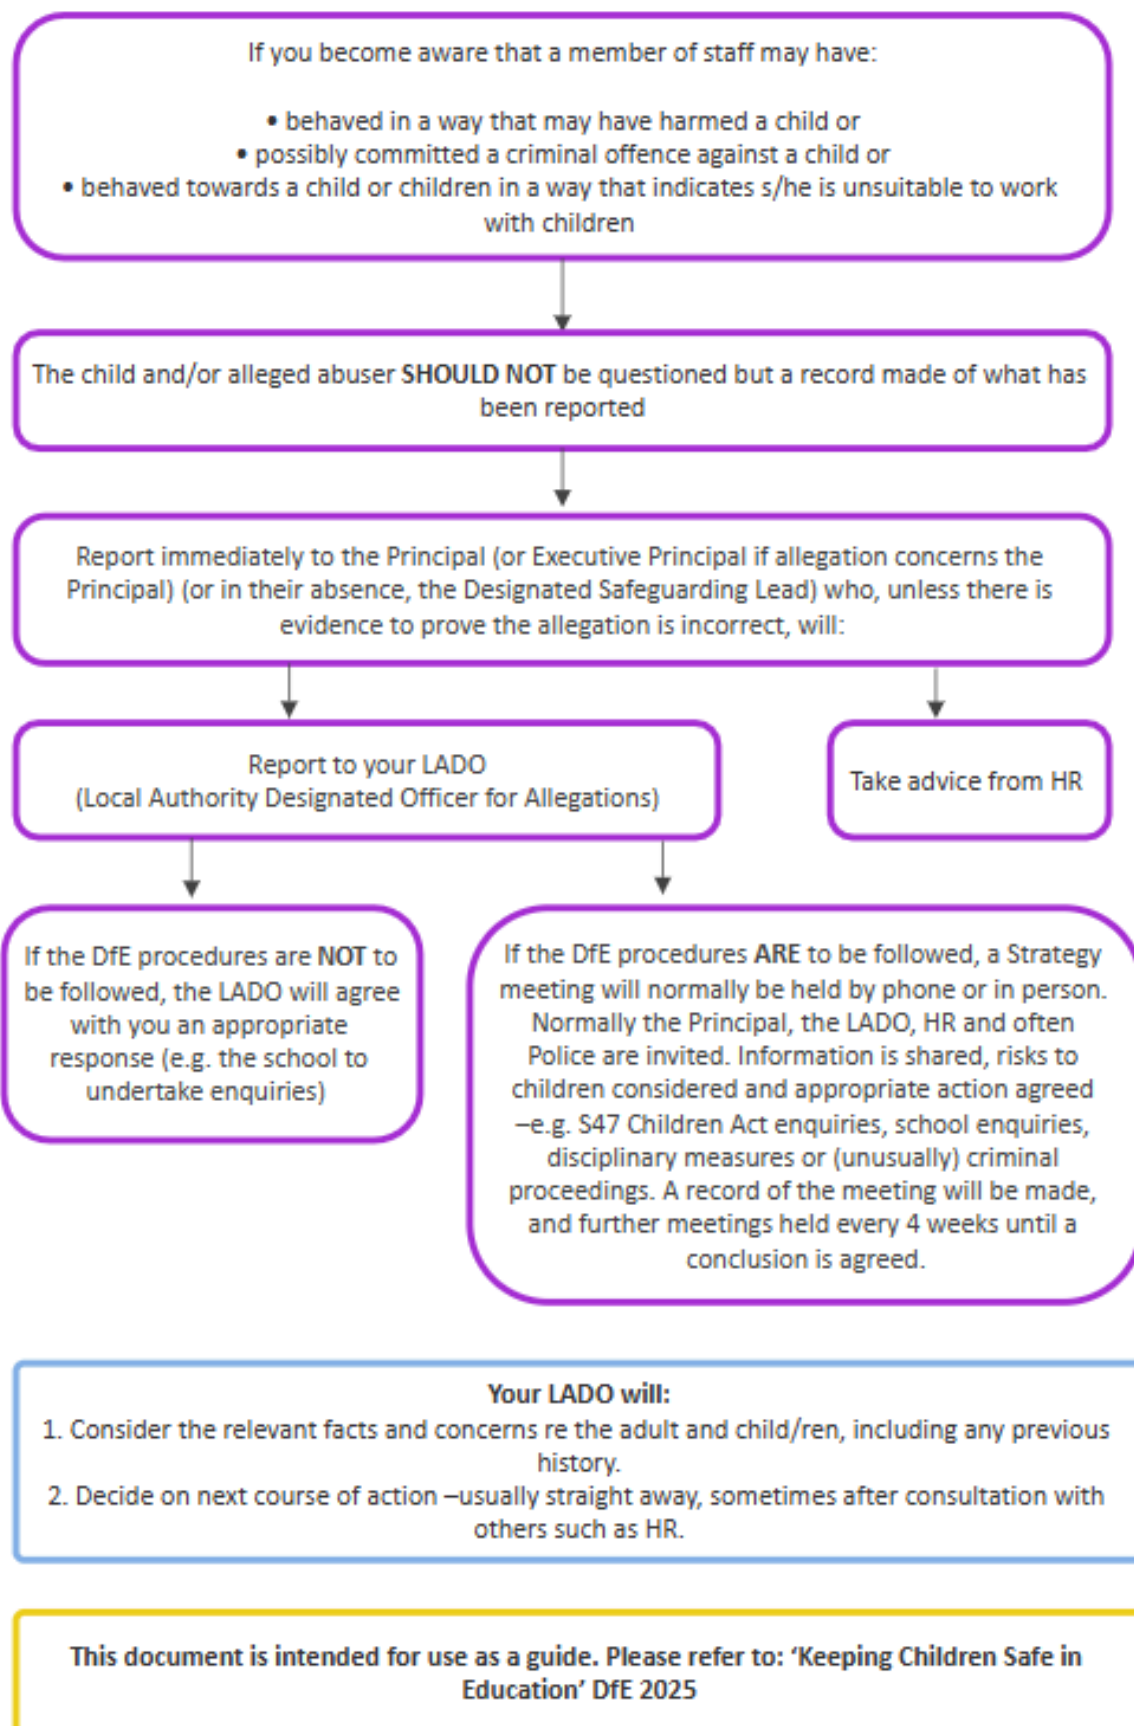 If you become aware that a member of staff may have:
• behaved in a way that may have harmed a child or
• possibly committed a criminal offence against a child or
• behaved towards a child or children in a way that indicates s/he is unsuitable to work
with children
The child and/or alleged abuser SHOULD NOT be questioned but a record made of what has
been reported
Report immediately to the Principal (or Executive Principal if allegation concerns the
Principal) (or in their absence, the Designated Safeguarding Lead) who, unless there is
evidence to prove the allegation is incorrect, will:
Report to your LADO
(Local Authority Designated Officer for Allegations)
Take advice from HR
If the DfE procedures are NOT to
be followed, the LADO will agree
with you an appropriate
response (e.g. the school to
undertake enquiries)
If the DfE procedures ARE to be followed, a Strategy
meeting will normally be held by phone or in person.
Normally the Principal, the LADO, HR and often
Police are invited. Information is shared, risks to
children considered and appropriate action agreed
–e.g. S47 Children Act enquiries, school enquiries,
disciplinary measures or (unusually) criminal
proceedings. A record of the meeting will be made,
and further meetings held every 4 weeks until a
conclusion is agreed.
Your LADO will:
1. Consider the relevant facts and concerns re the adult and child/ren, including any previous
history.
2. Decide on next course of action –usually straight away, sometimes after consultation with
others such as HR.
This document is intended for use as a guide. Please refer to: ‘Keeping Children Safe in
Education’ DfE 2025